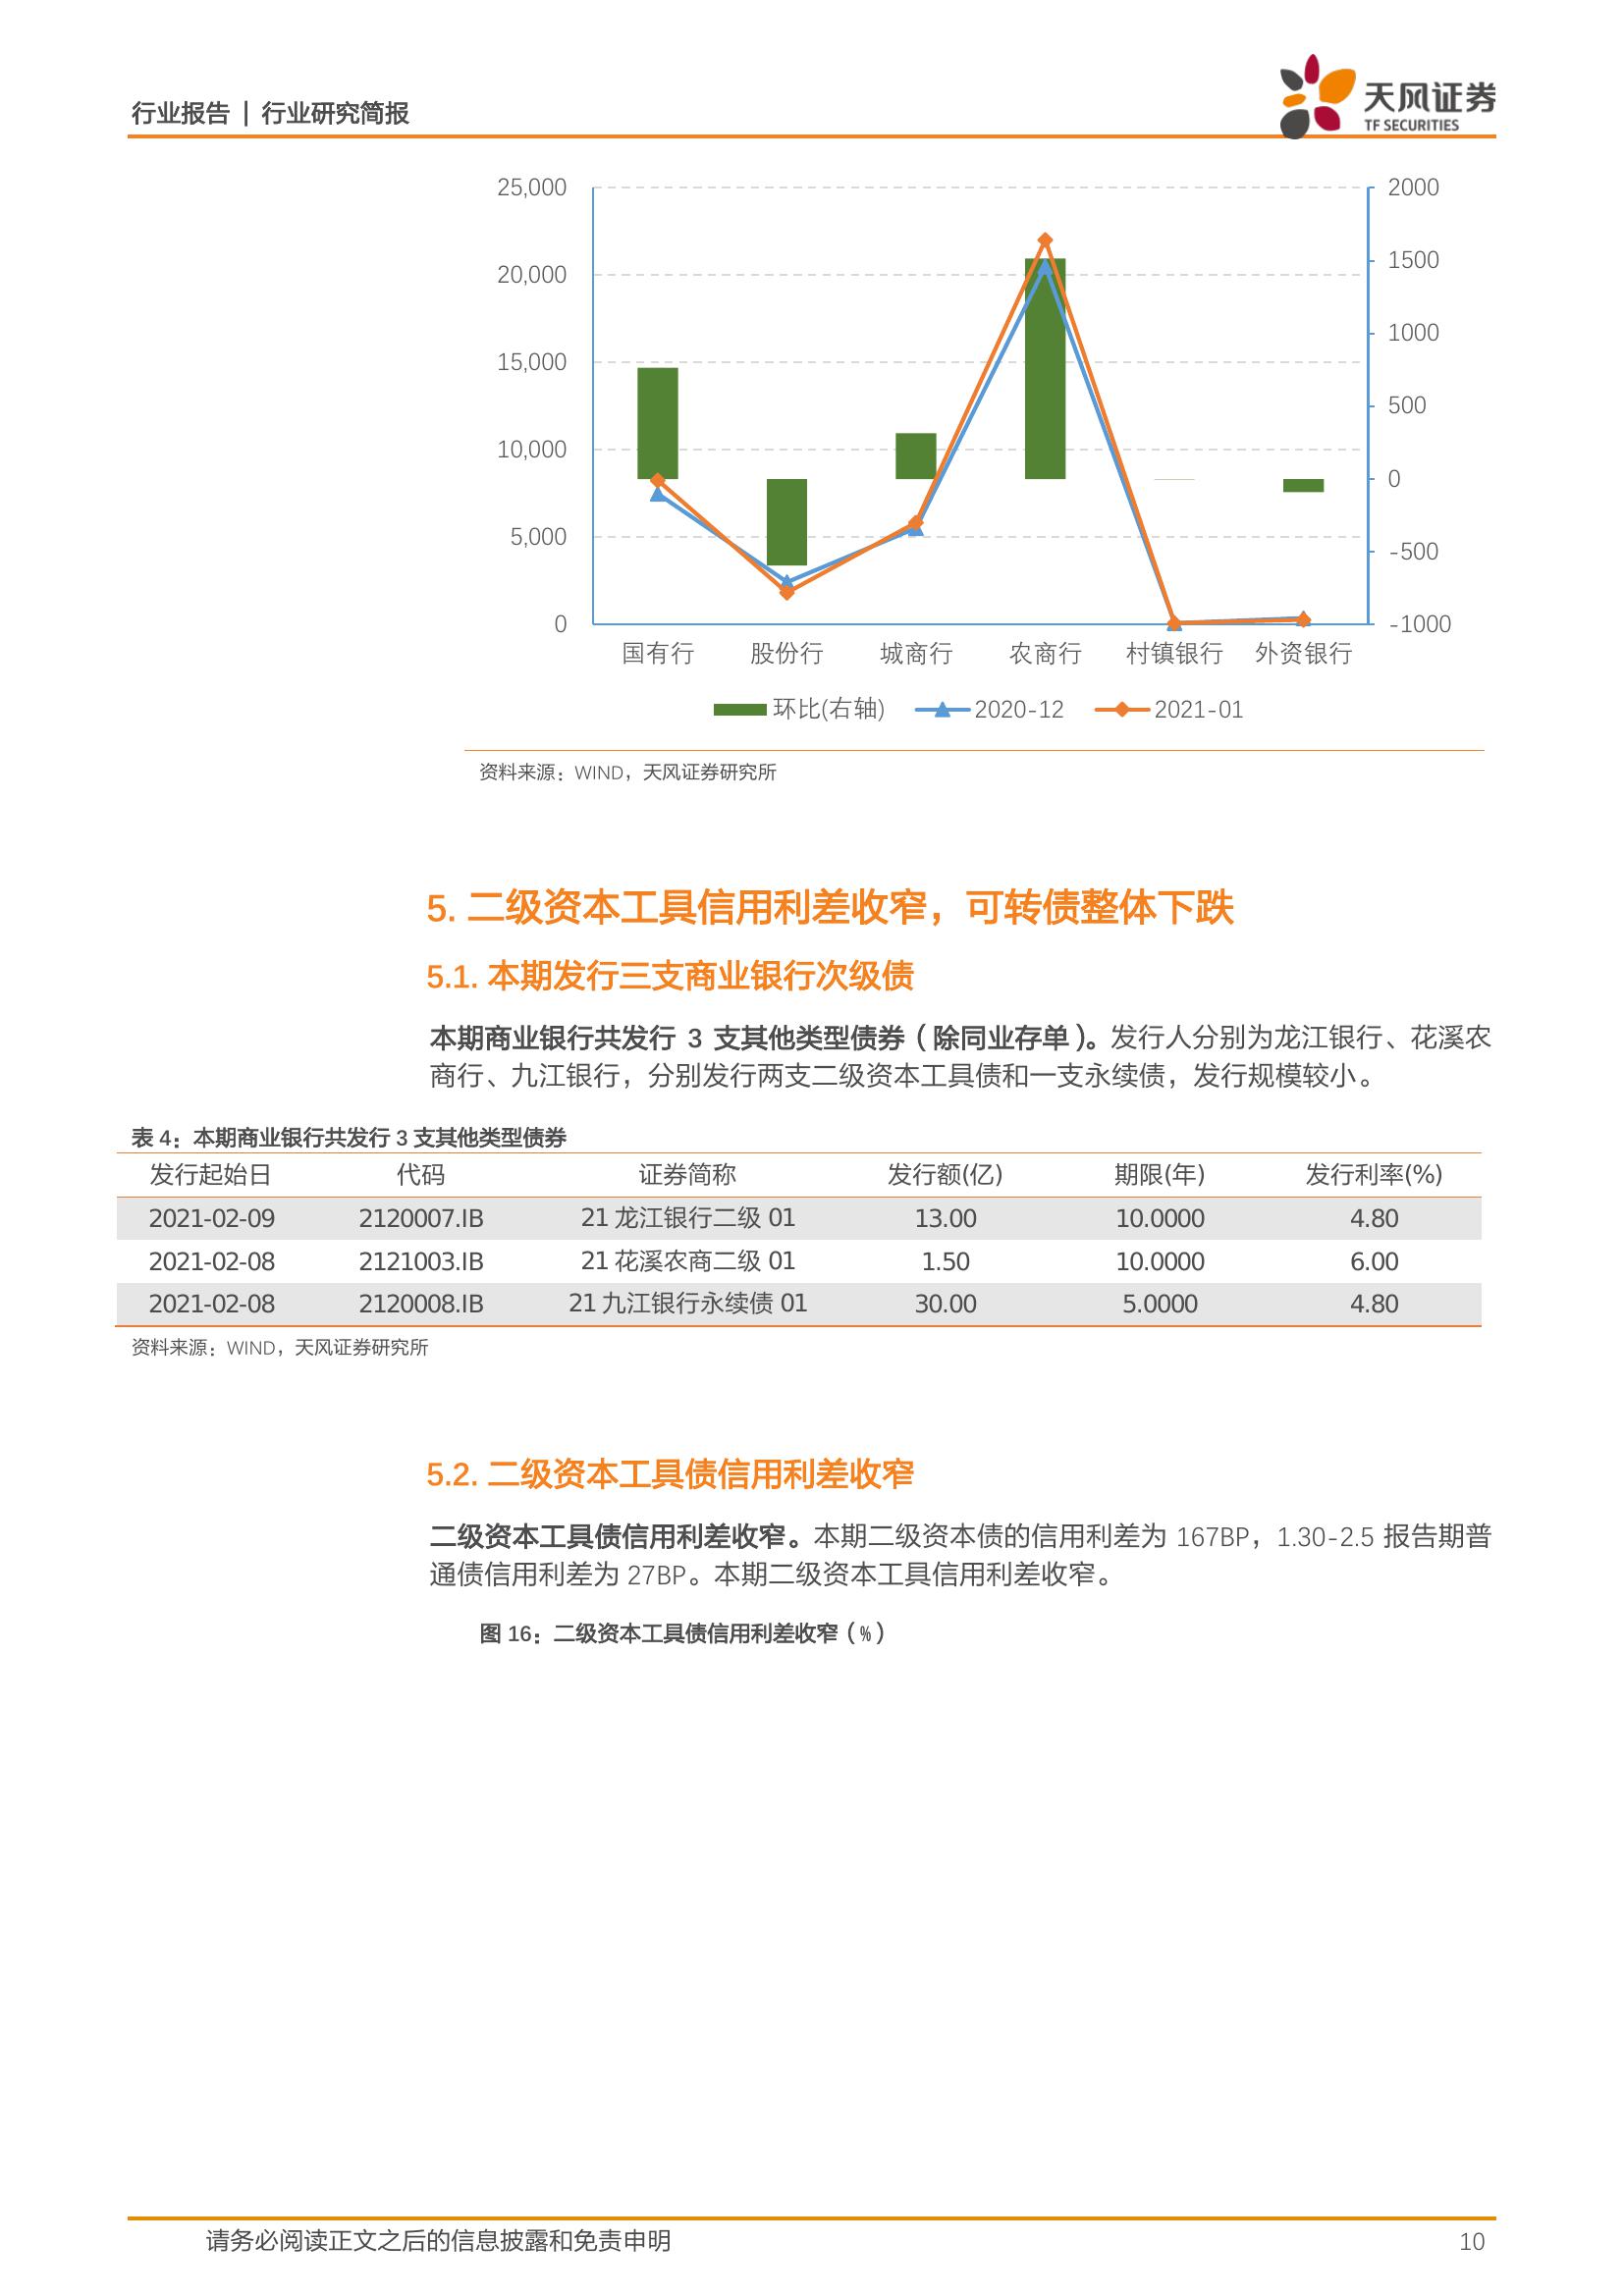 行业报告 | 行业研究简报
天风证券
TF SECURITIES
25,000
20,000
15,000
10,000
5,000
0
2000
1500
1000
500
0
-500
-1000
国有行 股份行 城商行 农商行 村镇银行 外资银行
环比(右轴) 2020-12 2021-01
资料来源：WIND，天风证券研究所
5. 二级资本工具信用利差收窄，可转债整体下跌
5.1. 本期发行三支商业银行次级债
本期商业银行共发行 3 支其他类型债券（除同业存单）。发行人分别为龙江银行、花溪农
商行、九江银行，分别发行两支二级资本工具债和一支永续债，发行规模较小。
表 4：本期商业银行共发行 3 支其他类型债券
发行起始日 代码 证券简称 发行额(亿) 期限(年) 发行利率(%)
2021-02-09 2120007.IB 21 龙江银行二级 01 13.00 10.0000 4.80
2021-02-08 2121003.IB 21 花溪农商二级 01 1.50 10.0000 6.00
2021-02-08 2120008.IB 21 九江银行永续债 01 30.00 5.0000 4.80
资料来源：WIND，天风证券研究所
5.2. 二级资本工具债信用利差收窄
二级资本工具债信用利差收窄。本期二级资本债的信用利差为 167BP，1.30-2.5 报告期普
通债信用利差为 27BP。本期二级资本工具信用利差收窄。
图 16：二级资本工具债信用利差收窄（%）
请务必阅读正文之后的信息披露和免责申明 10